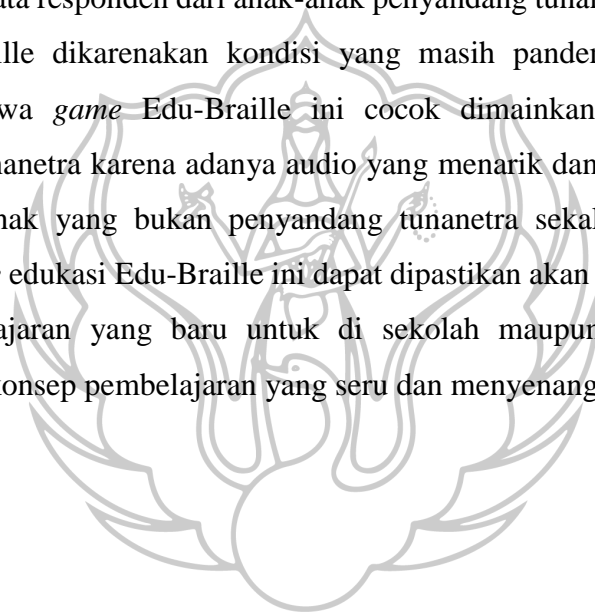 ta responden dari anak-anak penyandang tunan
ille dikarenakan kondisi yang masih pander
wa game Edu-Braille ini cocok dimainkan
nanetra karena adanya audio yang menarik dan
nak yang bukan penyandang tunanetra sekal
edukasi Edu-Braille ini dapat dipastikan akan
ajaran yang baru untuk di sekolah maupun
konsep pembelajaran yang seru dan menyenang